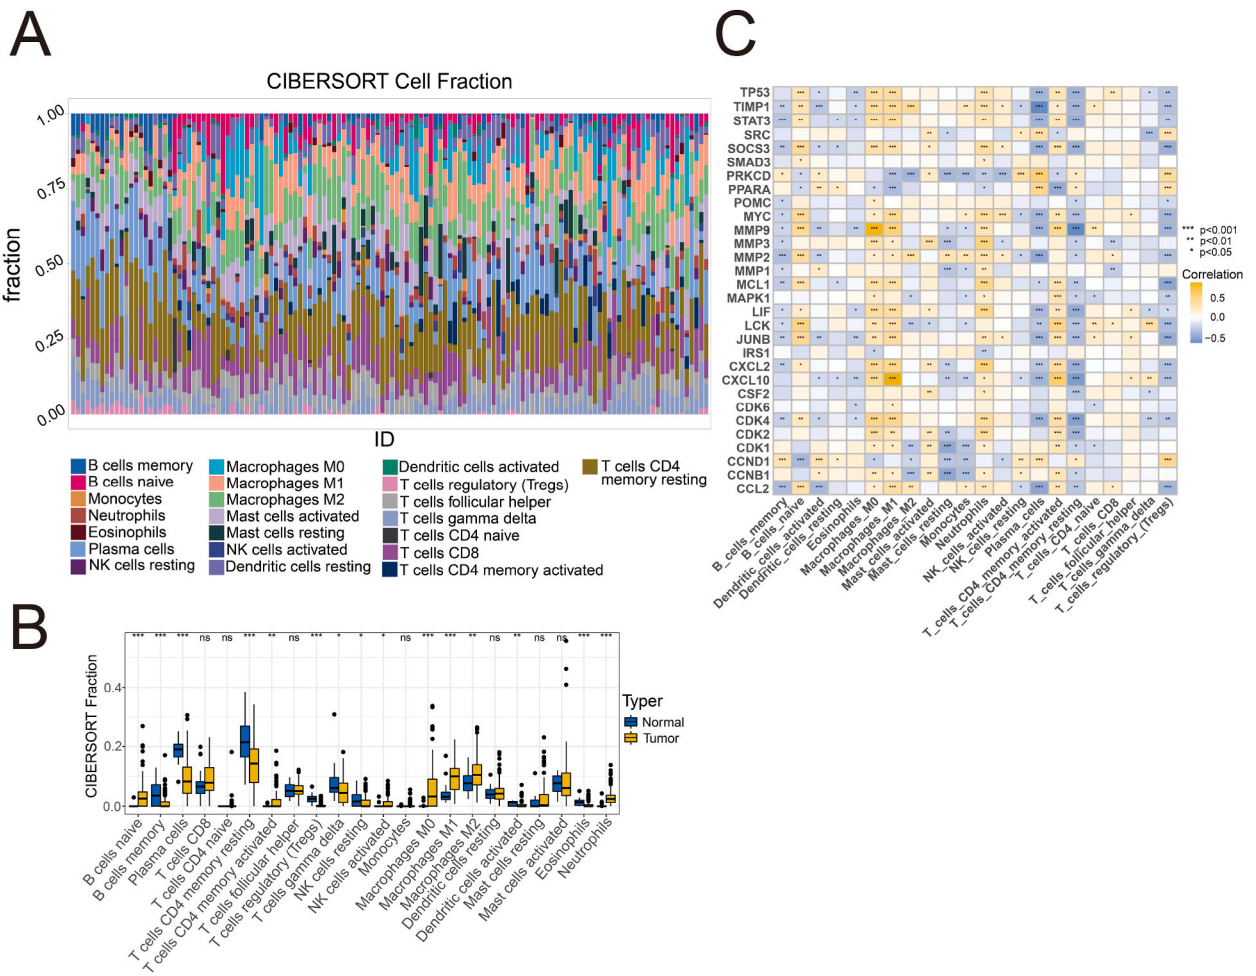 A
CIBERSORT Cell Fraction
fraction
1.00
0.75
0.50
0.25
0.00
ID
B cells memory
B cells naive
Monocytes
Neutrophils
Eosinophils
Plasma cells
NK cells resting
Macrophages M0
Macrophages M1
Macrophages M2
Mast cells activated
Mast cells resting
NK cells activated
Dendritic cells resting
Dendritic cells activated
T cells regulatory (Tregs)
T cells follicular helper
T cells gamma delta
T cells CD4 naive
T cells CD8
T cells CD4 memory activated
T cells CD4
memory resting
B
CIBERSORT Fraction
0.4
0.2
0.0
*** *** *** ns ns *** ** ns *** * * * ns *** *** ** ns ** ns ns *** ***
B cells naive
B cells memory
Plasma cells
T cells CD8
T cells CD4 naive
T cells CD4 memory resting
T cells CD4 memory activated
T cells follicular helper
T cells regulatory (Tregs)
T cells gamma delta
NK cells resting
NK cells activated
Monocytes
Macrophages M0
Macrophages M1
Macrophages M2
Dendritic cells resting
Dendritic cells activated
Mast cells resting
Mast cells activated
Eosinophils
Neutrophils
Typer
Normal
Tumor
C
TP53
TIMP1
STAT3
SRC
SOCS3
SMAD3
PRKCD
PPARA
POMC
MYC
MMP9
MMP3
MMP2
MMP1
MCL1
MAPK1
LIF
LCK
JUNB
IRS1
CXCL2
CXCL10
CSF2
CDK6
CDK4
CDK2
CDK1
CCND1
CCNB1
CCL2
B_cells_memory
B_cells_naive
Dendritic_cells_activated
Dendritic_cells_resting
Eosinophils
Macrophages_M0
Macrophages_M1
Macrophages_M2
Mast_cells_activated
Mast_cells_resting
Monocytes
Neutrophils
NK_cells_activated
NK_cells_resting
Plasma_cells
T_cells_CD4_memory_activated
T_cells_CD4_memory_resting
T_cells_CD4_naive
T_cells_CD8
T_cells_follicular_helper
T_cells_gamma_delta
T_cells_regulatory_(Tregs)
*** p<0.001
** p<0.01
* p<0.05
Correlation
0.5
0.0
−0.5